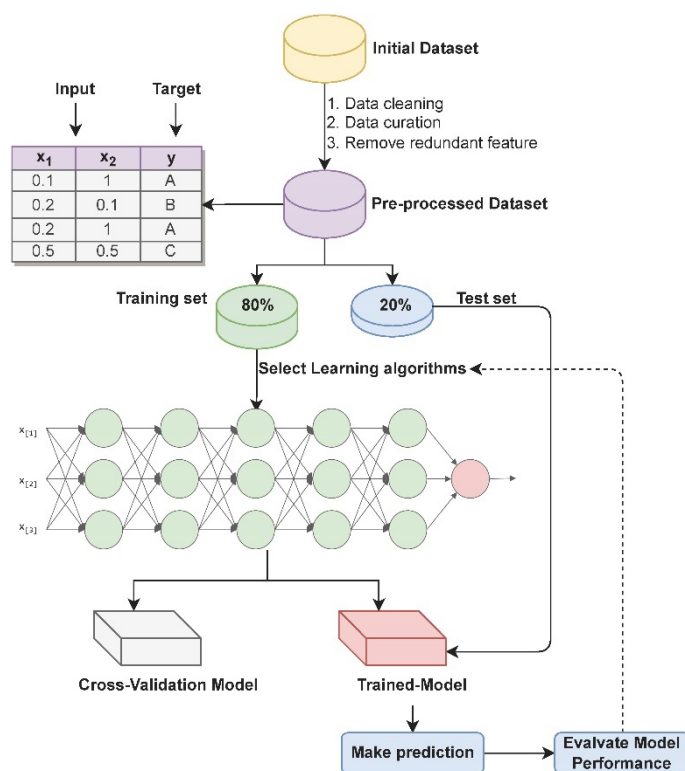 Initial Dataset
1. Data cleaning
2. Data curation
3. Remove redundant feature
Input Target
x1 x2 y
0.1 1 A
0.2 0.1 B
0.2 1 A
0.5 0.5 C
Pre-processed Dataset
Training set 80% 20% Test set
Select Learning algorithms
x[1]
x[2]
x[3]
Cross-Validation Model
Trained-Model
Make prediction
Evalvate Model
Performance